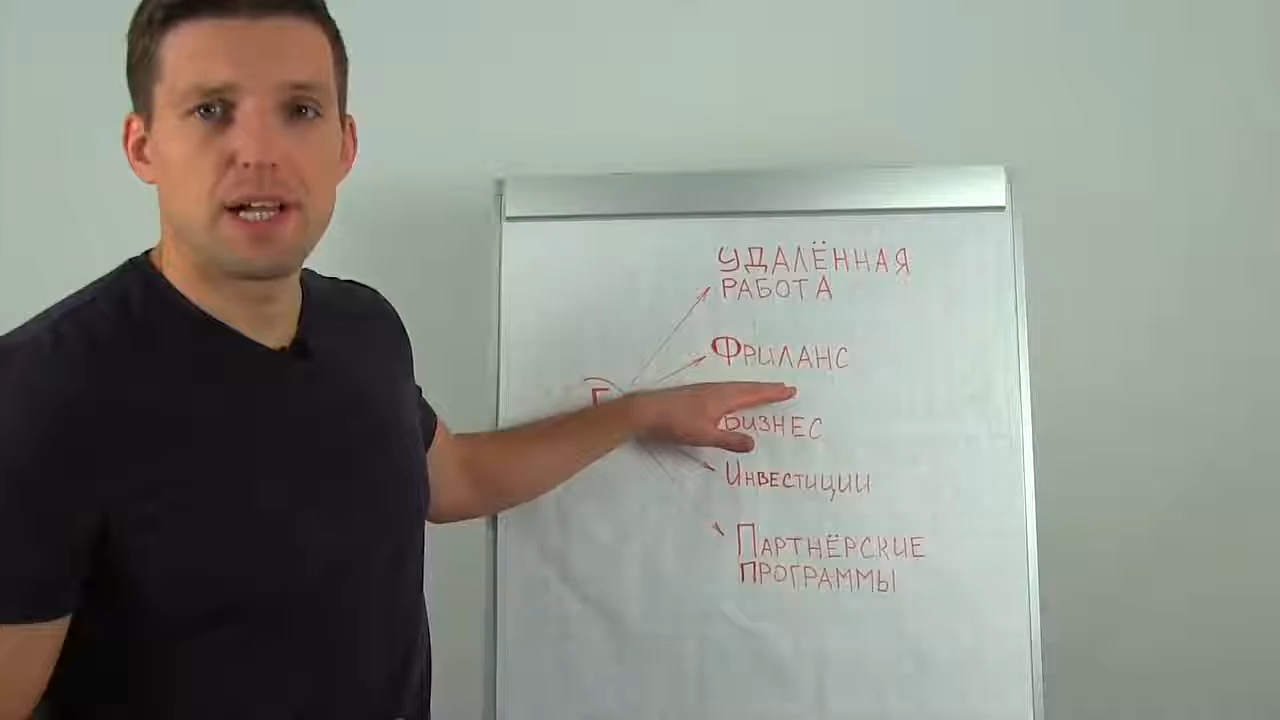 УДАЛЁННАЯ
РАБОТА
ФРИЛАНС
БИЗНЕС
ИНВЕСТИЦИИ
ПАРТНЁРСКИЕ
ПРОГРАММЫ